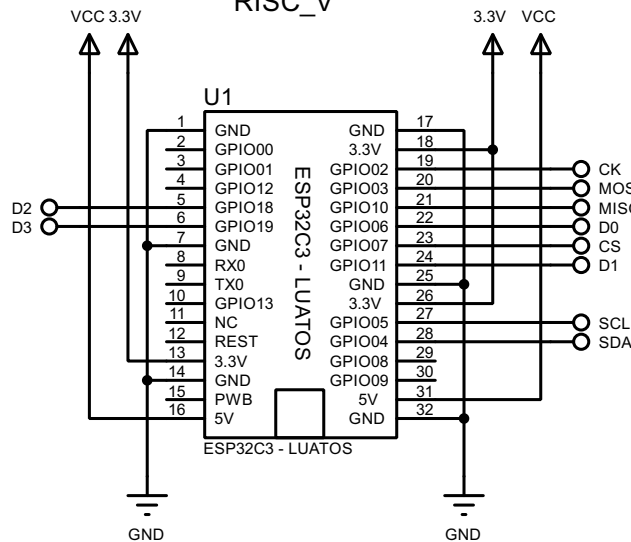 RISC_V
VCC 3.3V
3.3V VCC
U1
1 GND GND 17
2 GPIO00 3.3V 18
3 GPIO01 GPIO02 19 CK
4 GPIO12 GPIO03 20 MOS
D2 5 GPIO18 GPIO10 21 MISO
D3 6 GPIO19 GPIO06 22 D0
7 GND GPIO07 23 CS
8 RX0 GPIO11 24 D1
9 TX0 GND 25
10 GPIO13 3.3V 26
11 NC GPIO05 27 SCL
12 REST GPIO04 28 SDA
13 3.3V GPIO08 29
14 GND GPIO09 30
15 PWB 5V 31
16 5V GND 32
ESP32C3 - LUATOS
ESP32C3 - LUATOS
GND
GND